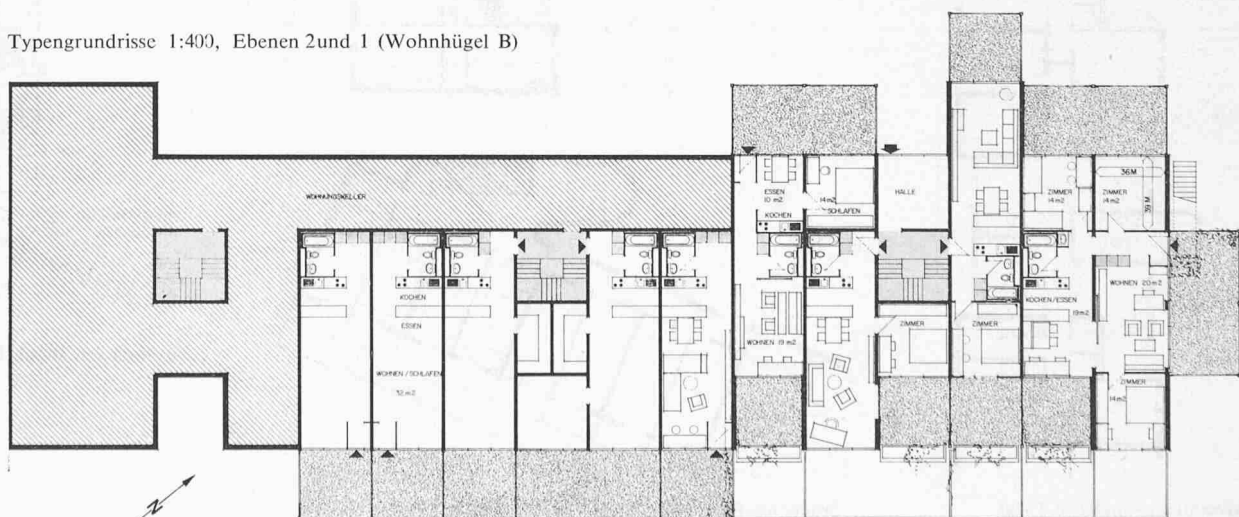 Typengrundrisse 1:400, Ebenen 2und 1 (Wohnhügel B)
WOHNUNGSKELLER
KOCHEN
ESSEN
WOHNEN / SCHLAFEN
32 m2
ESSEN
10 m2
KOCHEN
14 m2
SCHLAFEN
WOHNEN 19 m2
HALLE
ZIMMER
ZIMMER
ZIMMER
14 m2
ZIMMER
14 m2
36M
39M
KOCHEN/ESSEN
19 m2
WOHNEN 20 m2
ZIMMER
14 m2
N